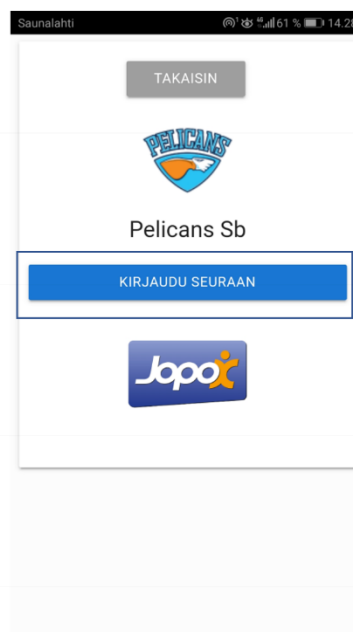 Saunalahti 61 % 14.28
TAKAISIN
PELICANS
Pelicans Sb
KIRJAUDU SEURAAN
Jopox